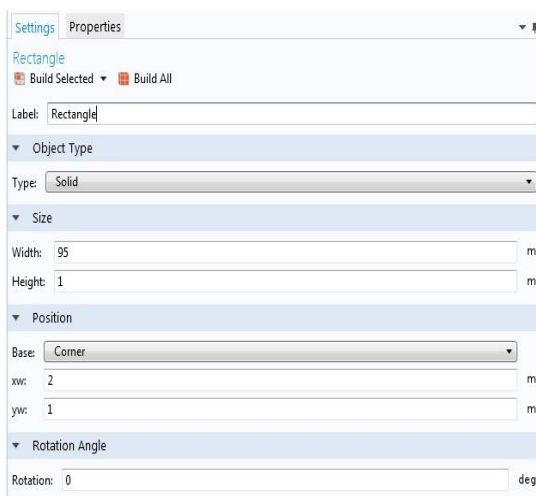 Settings Properties
Rectangle
Build Selected Build All
Label: Rectangle
Object Type
Type: Solid
Size
Width: 95 m
Height: 1 m
Position
Base: Corner
xw: 2 m
yw: 1 m
Rotation Angle
Rotation: 0 deg